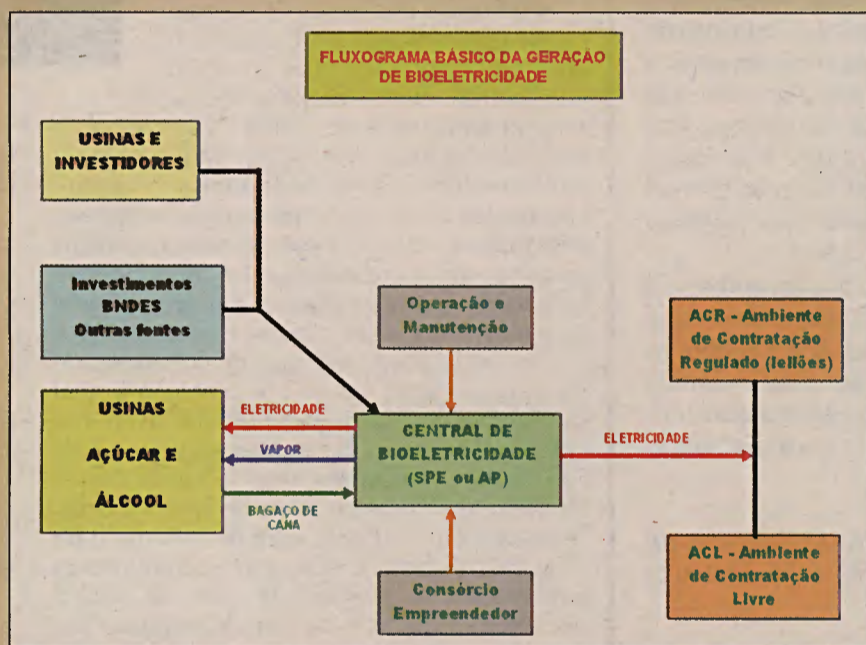 FLUXOGRAMA BÁSICO DA GERAÇÃO
DE BIOELETRICIDADE
USINAS E
INVESTIDORES
Investimentos
BNDES
Outras fontes
Operação e
Manutenção
ACR - Ambiente
de Contratação
Regulado (leilões)
USINAS
AÇÚCAR E
ÁLCOOL
ELETRICIDADE
VAPOR
BAGAÇO DE
CANA
CENTRAL DE
BIOELETRICIDADE
(SPE ou AP)
ELETRICIDADE
Consórcio
Empreendedor
ACL - Ambiente
de Contratação
Livre